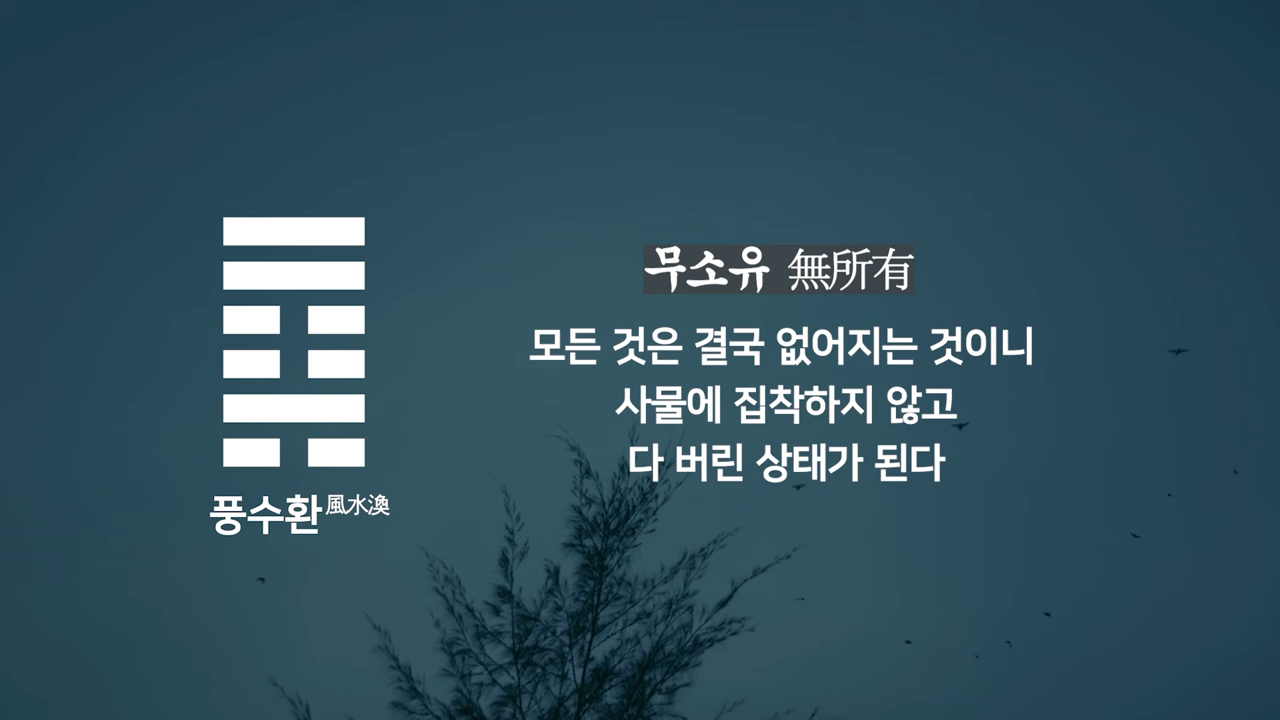 풍수환 風水渙
무소유 無所有
모든 것은 결국 없어지는 것이니
사물에 집착하지 않고
다 버린 상태가 된다